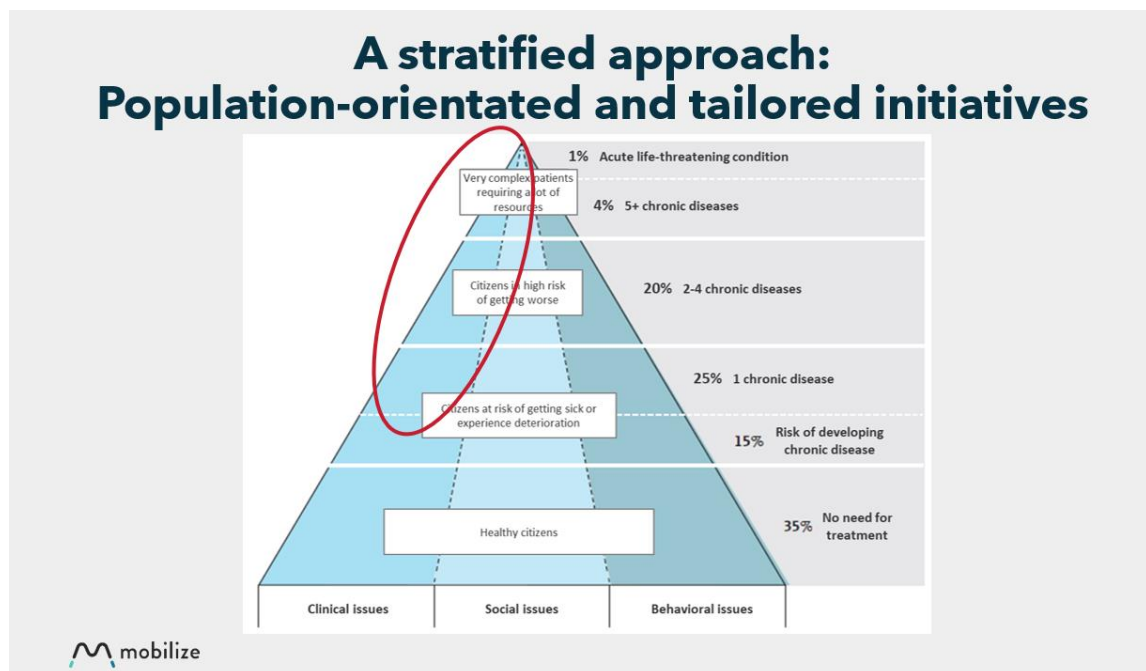 A stratified approach:
Population-orientated and tailored initiatives
1% Acute life-threatening condition
Very complex patients
requiring a lot of
resources
4% 5+ chronic diseases
Citizens in high risk
of getting worse
20% 2-4 chronic diseases
25% 1 chronic disease
Citizens at risk of getting sick or
experience deterioration
15% Risk of developing
chronic disease
Healthy citizens
35% No need for
treatment
Clinical issues
Social issues
Behavioral issues
mobilize